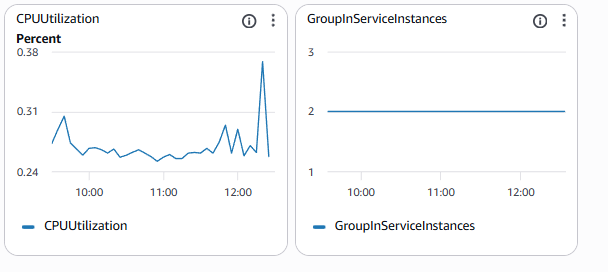 CPUUtilization
Percent
0.38
0.31
0.24
10:00 11:00 12:00
CPUUtilization
GroupInServiceInstances
3
2
1
10:00 11:00 12:00
GroupInServiceInstances